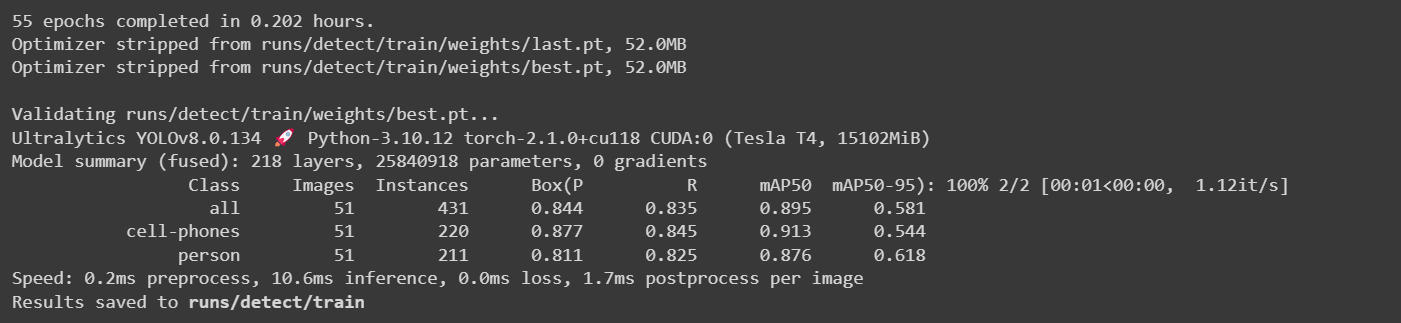 55 epochs completed in 0.202 hours.
Optimizer stripped from runs/detect/train/weights/last.pt, 52.0MB
Optimizer stripped from runs/detect/train/weights/best.pt, 52.0MB
Validating runs/detect/train/weights/best.pt...
Ultralytics YOLOv8.0.134 🚀 Python-3.10.12 torch-2.1.0+cu118 CUDA:0 (Tesla T4, 15102MiB)
Model summary (fused): 218 layers, 25840918 parameters, 0 gradients
Class Images Instances Box(P R mAP50 mAP50-95): 100% 2/2 [00:01<00:00, 1.12it/s]
all 51 431 0.844 0.835 0.895 0.581
cell-phones 51 220 0.877 0.845 0.913 0.544
person 51 211 0.811 0.825 0.876 0.618
Speed: 0.2ms preprocess, 10.6ms inference, 0.0ms loss, 1.7ms postprocess per image
Results saved to runs/detect/train